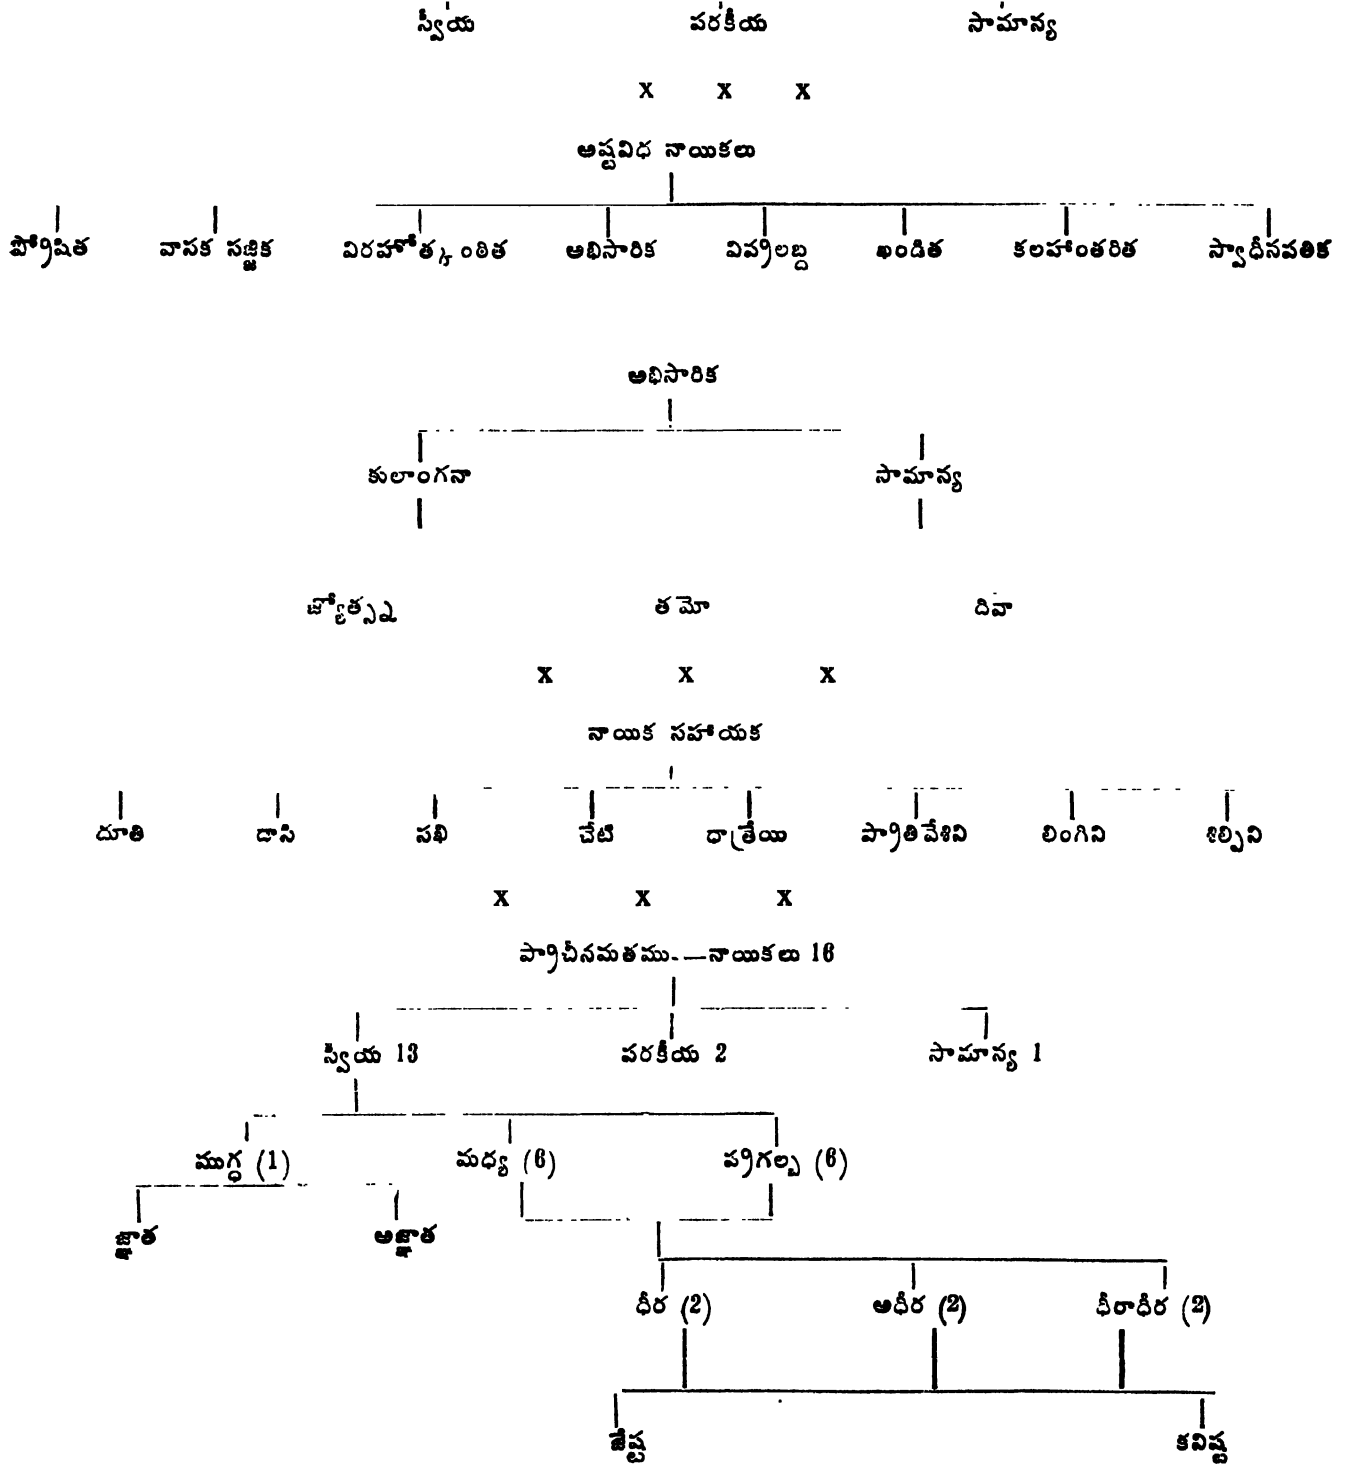 స్వీయ పరకీయ సామాన్య
x x x
అష్టవిధ నాయికలు
ప్రోషిత వాసక సజ్జిక విరహోత్కంఠిత అభిసారిక విప్రలబ్ద ఖండిత కలహాంతరిత స్వాధీనపతిక
అభిసారిక
కులాంగనా సామాన్య
జ్యోత్స్న తమో దివా
x x x
నాయిక సహాయక
దూతి దాసి సఖి చేటి ధాత్రేయి ప్రాతివేశిని లింగిని శిల్పిని
x x x
ప్రాచీనమతము—నాయికలు 16
స్వీయ 13 పరకీయ 2 సామాన్య 1
ముగ్ధ (1) మధ్య (6) ప్రగల్భ (6)
జ్ఞాత అజ్ఞాత
ధీర (2) అధీర (2) ధీరాధీర (2)
జేష్ట కనిష్ట